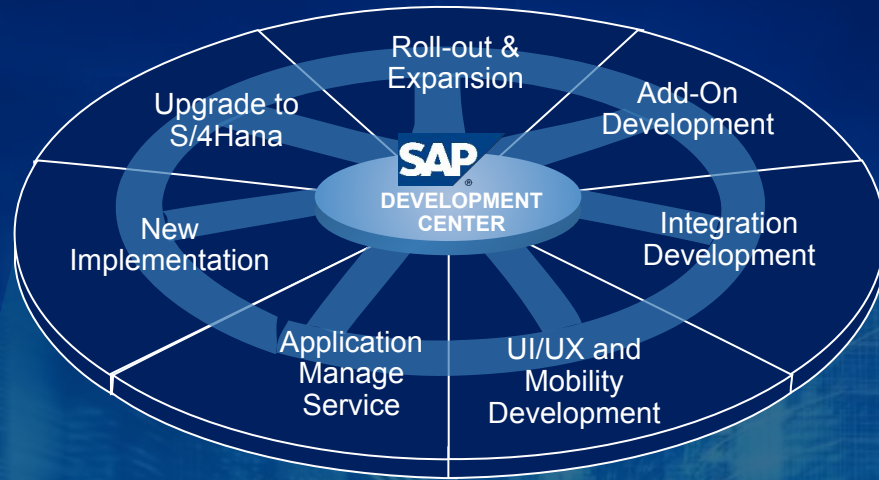 Roll-out &
Expansion
Upgrade to
S/4Hana
Add-On
Development
SAP
®
DEVELOPMENT
CENTER
New
Implementation
Integration
Development
Application
Manage
Service
UI/UX and
Mobility
Development